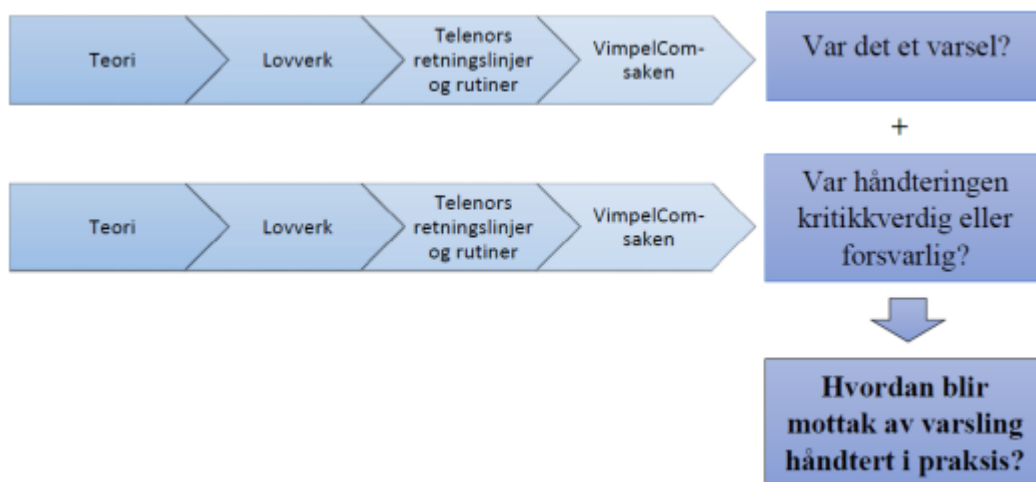 Teori
Lovverk
Telenors
retningslinjer
og rutiner
VimpelCom-
saken
Var det et varsel?
+
Teori
Lovverk
Telenors
retningslinjer
og rutiner
VimpelCom-
saken
Var håndteringen
kritikkverdig eller
forsvarlig?
Hvordan blir
mottak av varsling
håndtert i praksis?